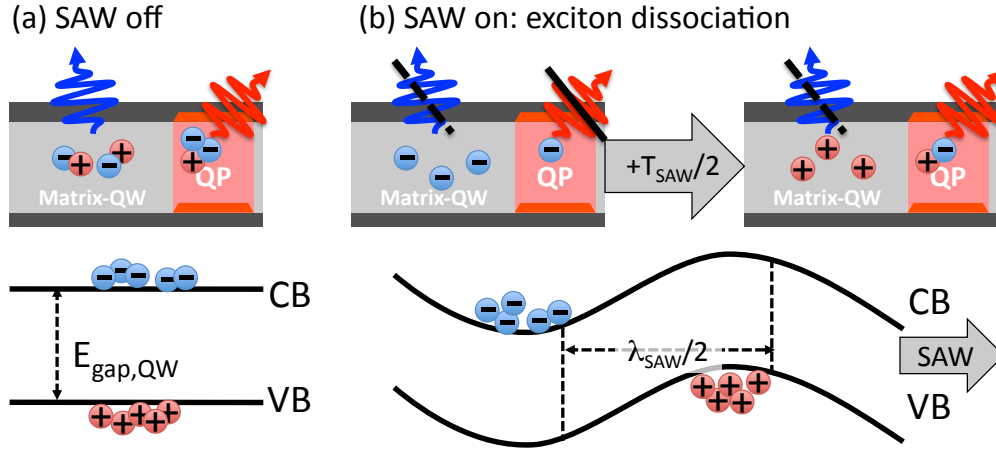 (a) SAW off
(b) SAW on: exciton dissociation
Matrix-QW
QP
Matrix-QW
QP
+T_SAW/2
Matrix-QW
QP
CB
E_gap,QW
VB
λ_SAW/2
CB
SAW
VB